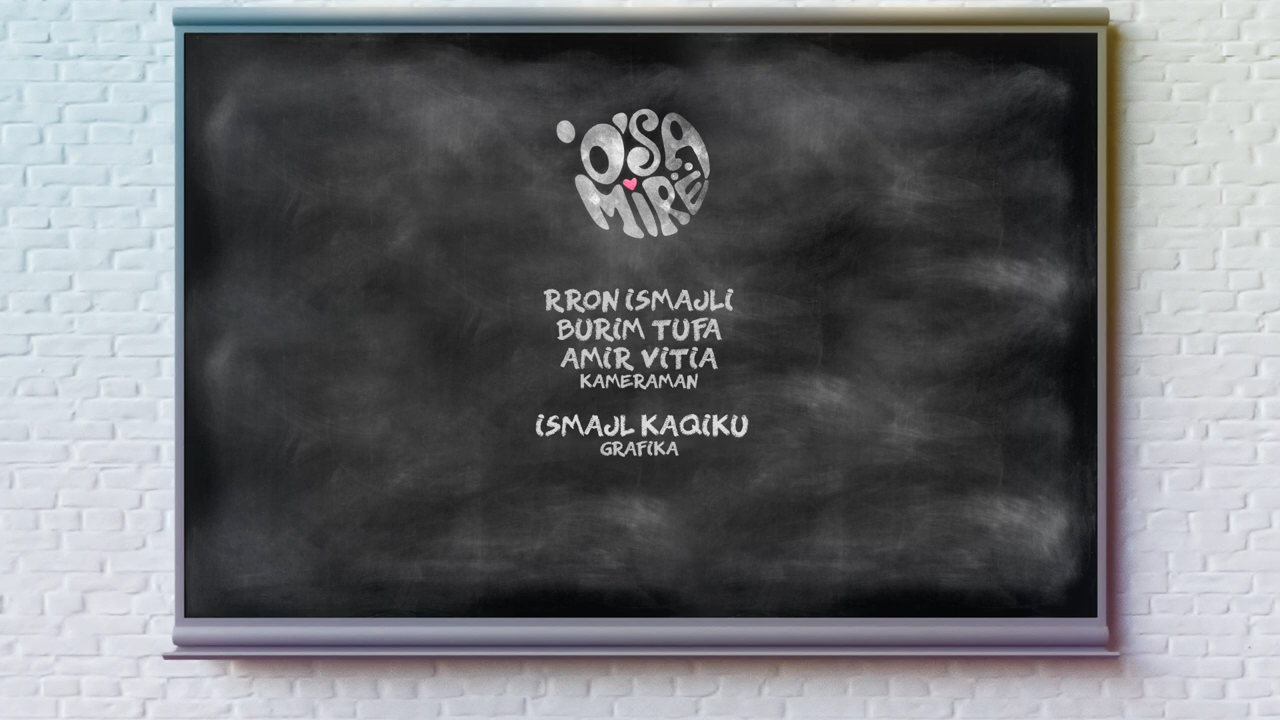 O'SA
MIRË
RRON ISMAJLI
BURIM TUFA
AMIR VITIA
KAMERAMAN
ISMAJL KAQIKU
GRAFIKA